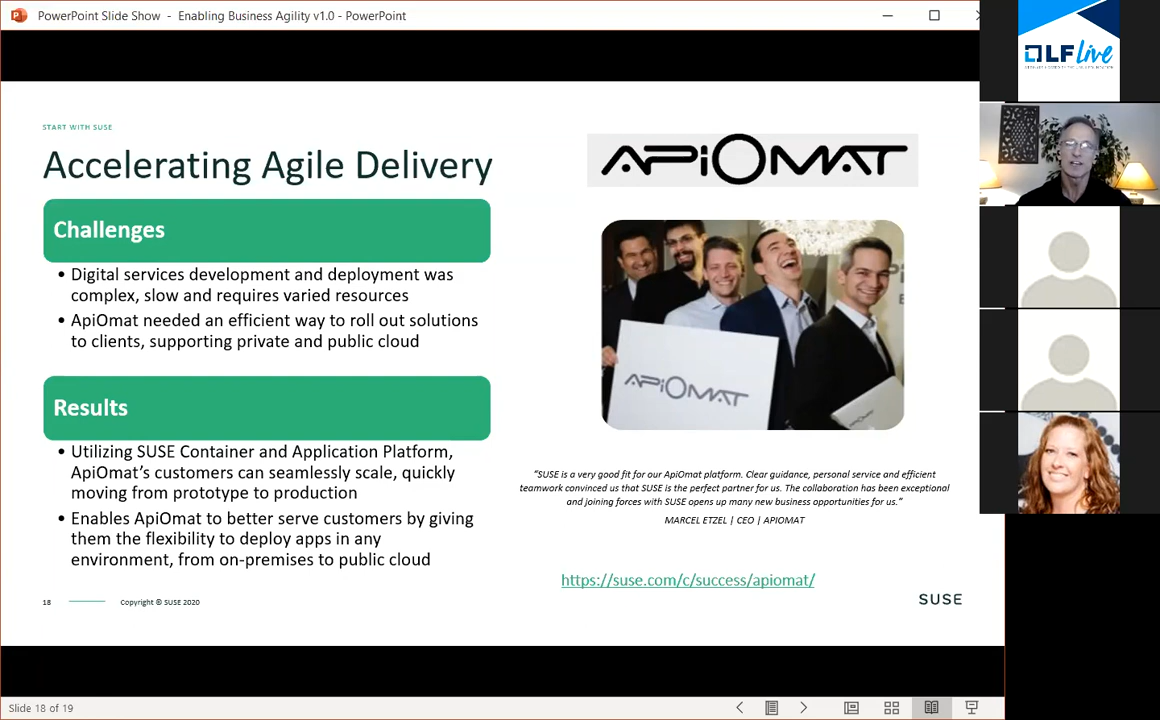 PowerPoint Slide Show - Enabling Business Agility v1.0 - PowerPoint
LF live
START WITH SUSE
Accelerating Agile Delivery
APiOMAT
Challenges
• Digital services development and deployment was
complex, slow and requires varied resources
• ApiOmat needed an efficient way to roll out solutions
to clients, supporting private and public cloud
APiOMAT
Results
• Utilizing SUSE Container and Application Platform,
ApiOmat’s customers can seamlessly scale, quickly
moving from prototype to production
• Enables ApiOmat to better serve customers by giving
them the flexibility to deploy apps in any
environment, from on-premises to public cloud
“SUSE is a very good fit for our ApiOmat platform. Clear guidance, personal service and efficient
teamwork convinced us that SUSE is the perfect partner for us. The collaboration has been exceptional
and joining forces with SUSE opens up many new business opportunities for us.”
MARCEL ETZEL | CEO | APIOMAT
https://suse.com/c/success/apiomat/
18
Copyright © SUSE 2020
SUSE
Slide 18 of 19